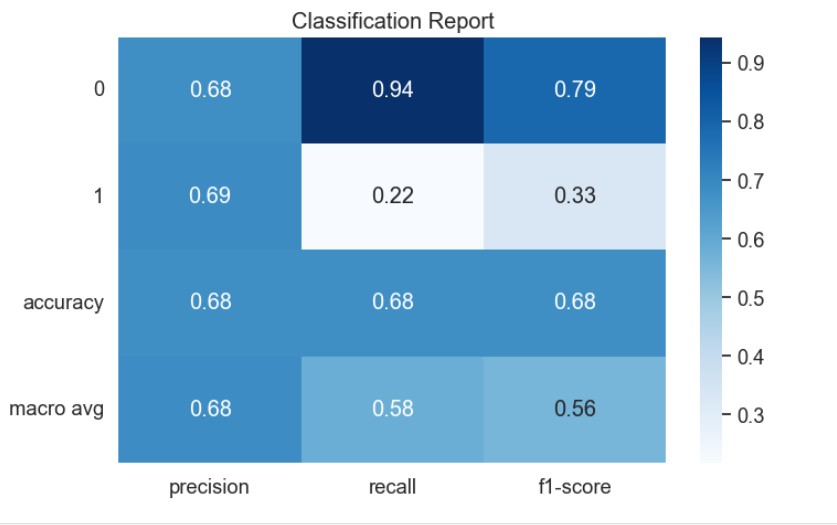 Classification Report
0 0.68 0.94 0.79
1 0.69 0.22 0.33
accuracy 0.68 0.68 0.68
macro avg 0.68 0.58 0.56
precision recall f1-score
0.9
0.8
0.7
0.6
0.5
0.4
0.3